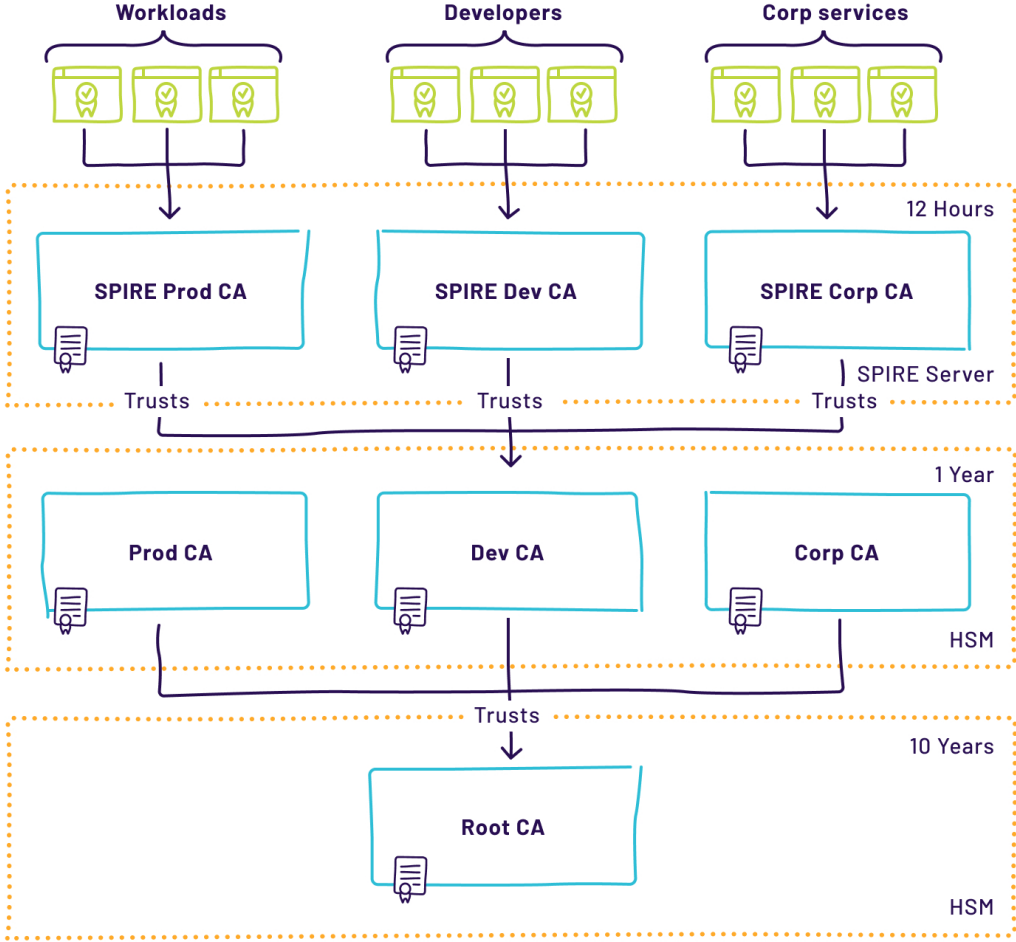 Workloads
Developers
Corp services
12 Hours
SPIRE Prod CA
SPIRE Dev CA
SPIRE Corp CA
SPIRE Server
Trusts
Trusts
Trusts
1 Year
Prod CA
Dev CA
Corp CA
HSM
Trusts
10 Years
Root CA
HSM